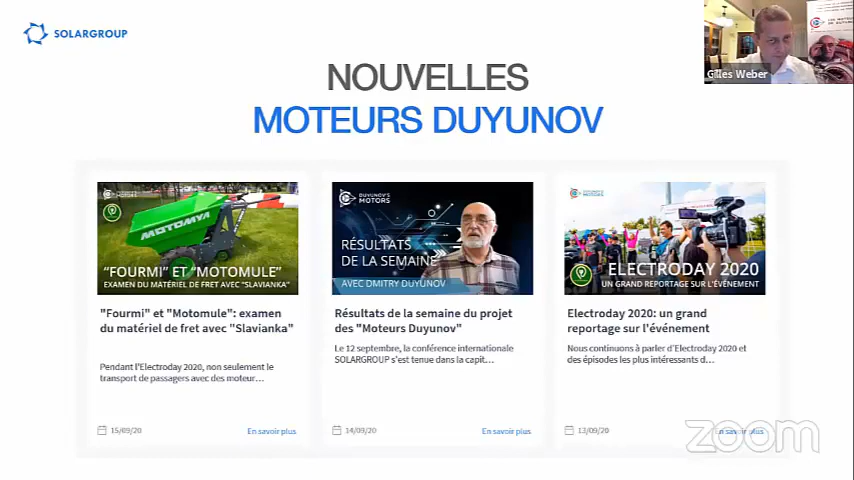 SOLARGROUP
Gilles Weber
NOUVELLES
MOTEURS DUYUNOV
MOTOMYA
"FOURMI" ET "MOTOMULE"
EXAMEN DU MATÉRIEL DE FRET AVEC "SLAVIANKA"
"Fourmi" et "Motomule": examen
du matériel de fret avec "Slavianka"
Pendant l'Electroday 2020, non seulement le
transport de passagers avec des moteur...
15/09/20
En savoir plus
DUYUNOV'S
MOTORS
RÉSULTATS
DE LA SEMAINE
AVEC DMITRY DUYUNOV
Résultats de la semaine du projet
des "Moteurs Duyunov"
Le 12 septembre, la conférence internationale
SOLARGROUP s'est tenue dans la capit...
14/09/20
En savoir plus
ELECTRODAY 2020
UN GRAND REPORTAGE SUR L'ÉVÉNEMENT
Electroday 2020: un grand
reportage sur l'événement
Nous continuons à parler d'Electroday 2020 et
des épisodes les plus intéressants d...
13/09/20
En savoir plus
zoom